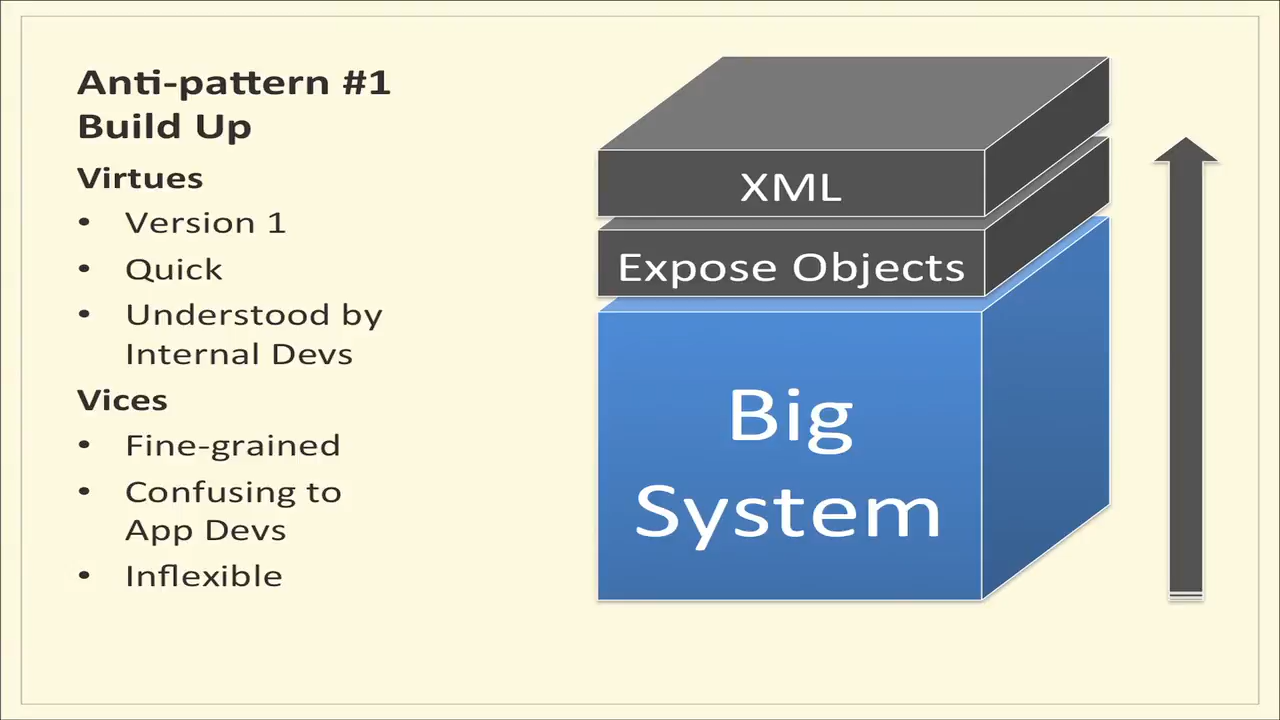 Anti-pattern #1
Build Up
Virtues
• Version 1
• Quick
• Understood by
Internal Devs
Vices
• Fine-grained
• Confusing to
App Devs
• Inflexible
XML
Expose Objects
Big
System